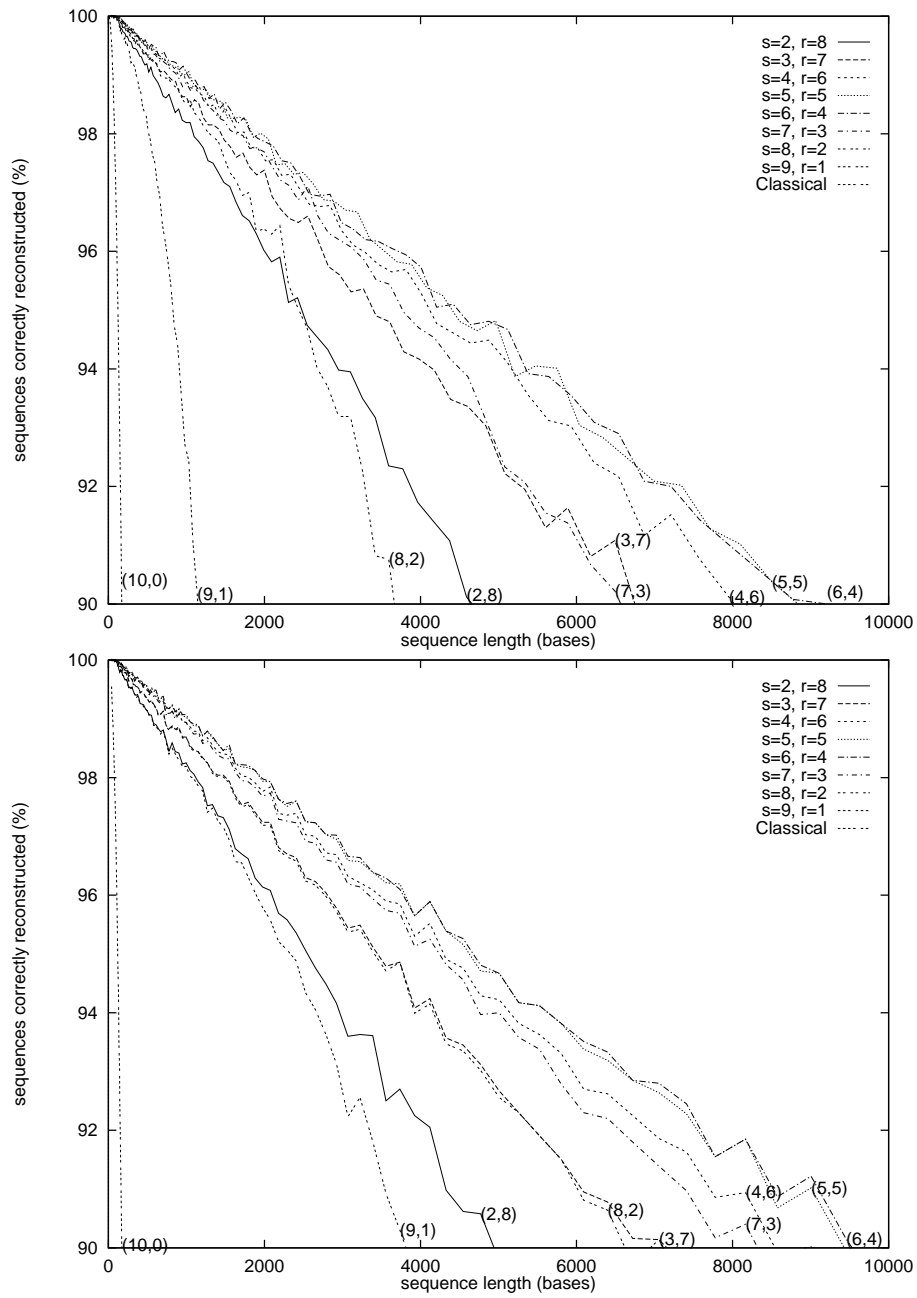 100
98
96
94
92
90
sequences correctly reconstructed (%)
s=2, r=8
s=3, r=7
s=4, r=6
s=5, r=5
s=6, r=4
s=7, r=3
s=8, r=2
s=9, r=1
Classical
(10,0)
(9,1)
(8,2)
(2,8)
(3,7)
(7,3)
(4,6)
(5,5)
(6,4)
0
2000
4000
6000
8000
10000
sequence length (bases)
100
98
96
94
92
90
sequences correctly reconstructed (%)
s=2, r=8
s=3, r=7
s=4, r=6
s=5, r=5
s=6, r=4
s=7, r=3
s=8, r=2
s=9, r=1
Classical
(10,0)
(9,1)
(2,8)
(8,2)
(3,7)
(4,6)
(7,3)
(5,5)
(6,4)
0
2000
4000
6000
8000
10000
sequence length (bases)